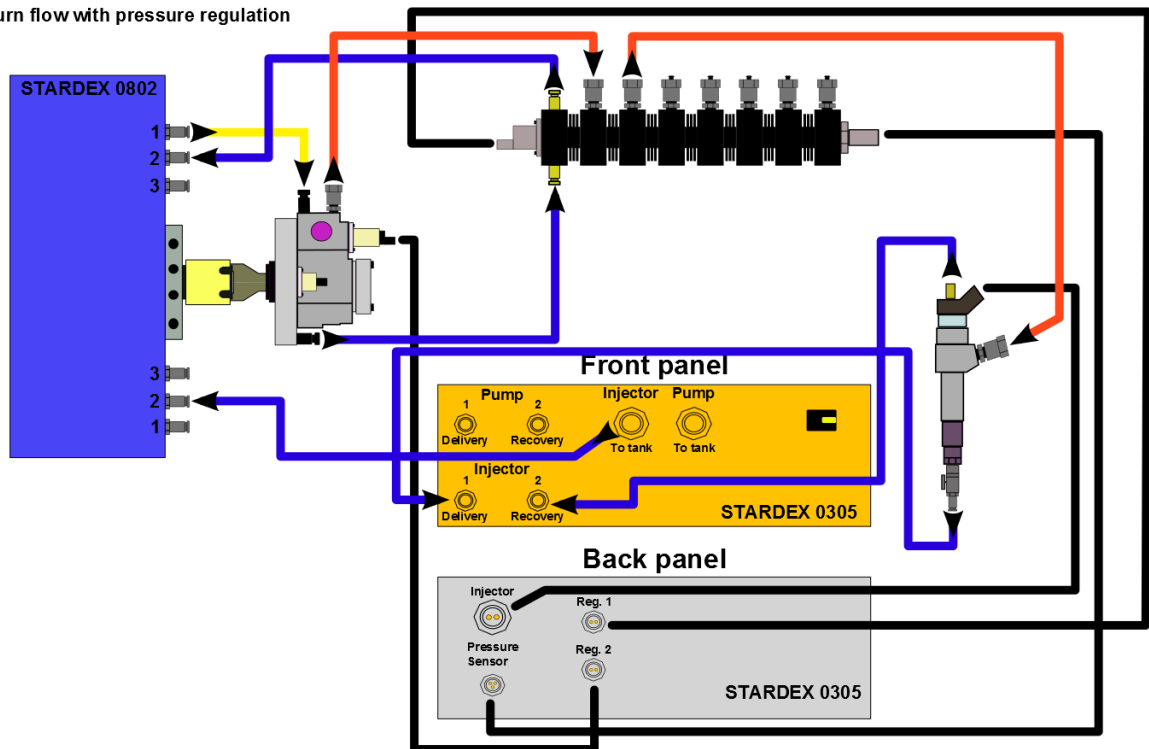 urn flow with pressure regulation
STARDEX 0802
1
2
3
3
2
1
Front panel
Pump
Injector
Pump
1
2
Delivery
Recovery
To tank
To tank
Injector
1
2
Delivery
Recovery
STARDEX 0305
Back panel
Injector
Reg. 1
Pressure
Sensor
Reg. 2
STARDEX 0305